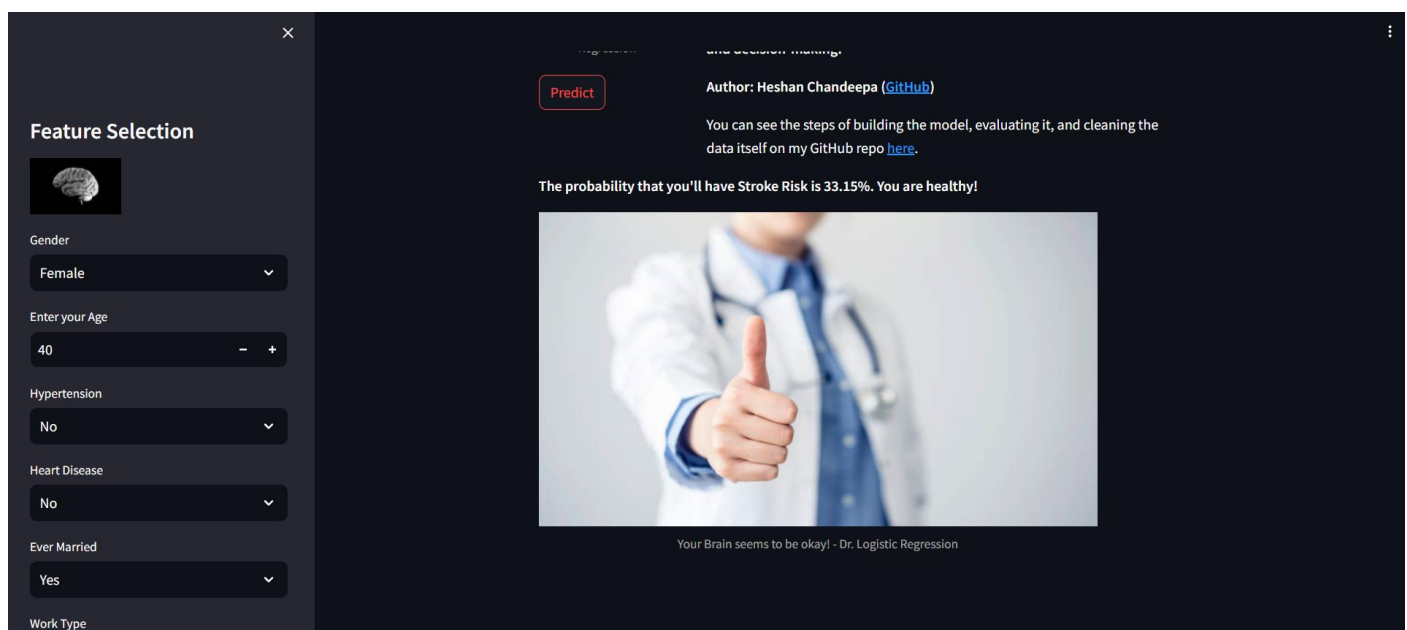 Feature Selection
Gender
Female
Enter your Age
40
Hypertension
No
Heart Disease
No
Ever Married
Yes
Work Type
and decision-making.
Predict
Author: Heshan Chandeepa (GitHub)
You can see the steps of building the model, evaluating it, and cleaning the
data itself on my GitHub repo here.
The probability that you'll have Stroke Risk is 33.15%. You are healthy!
Your Brain seems to be okay! - Dr. Logistic Regression